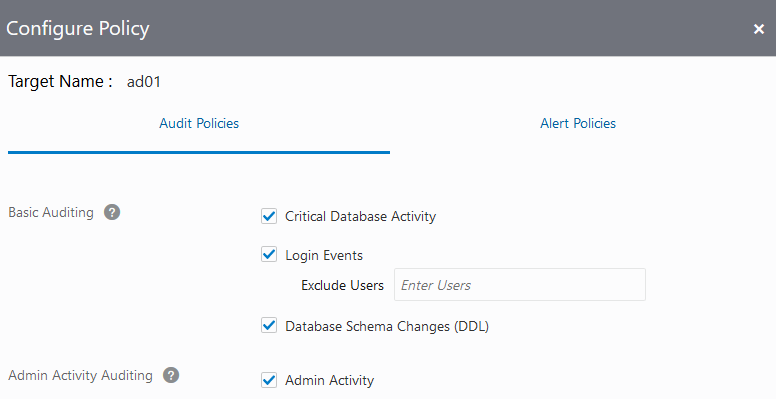 Configure Policy ×
Target Name : ad01
Audit Policies Alert Policies
Basic Auditing ? Critical Database Activity
Login Events
Exclude Users Enter Users
Database Schema Changes (DDL)
Admin Activity Auditing ? Admin Activity